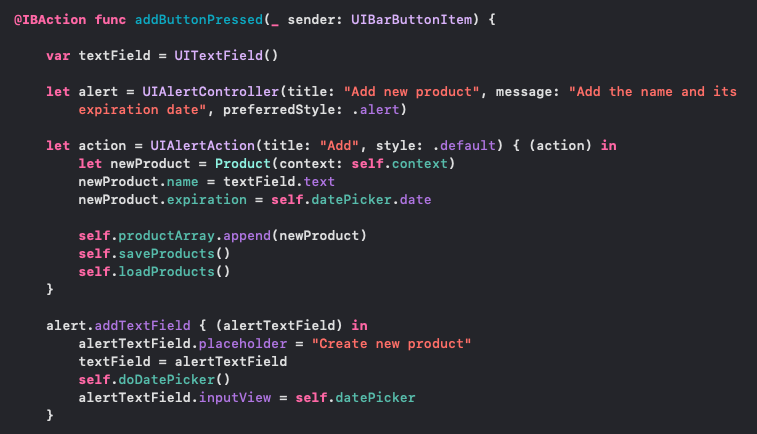 @IBAction func addButtonPressed(_ sender: UIBarButtonItem) {
var textField = UITextField()
let alert = UIAlertController(title: "Add new product", message: "Add the name and its
expiration date", preferredStyle: .alert)
let action = UIAlertAction(title: "Add", style: .default) { (action) in
let newProduct = Product(context: self.context)
newProduct.name = textField.text
newProduct.expiration = self.datePicker.date
self.productArray.append(newProduct)
self.saveProducts()
self.loadProducts()
}
alert.addTextField { (alertTextField) in
alertTextField.placeholder = "Create new product"
textField = alertTextField
self.doDatePicker()
alertTextField.inputView = self.datePicker
}